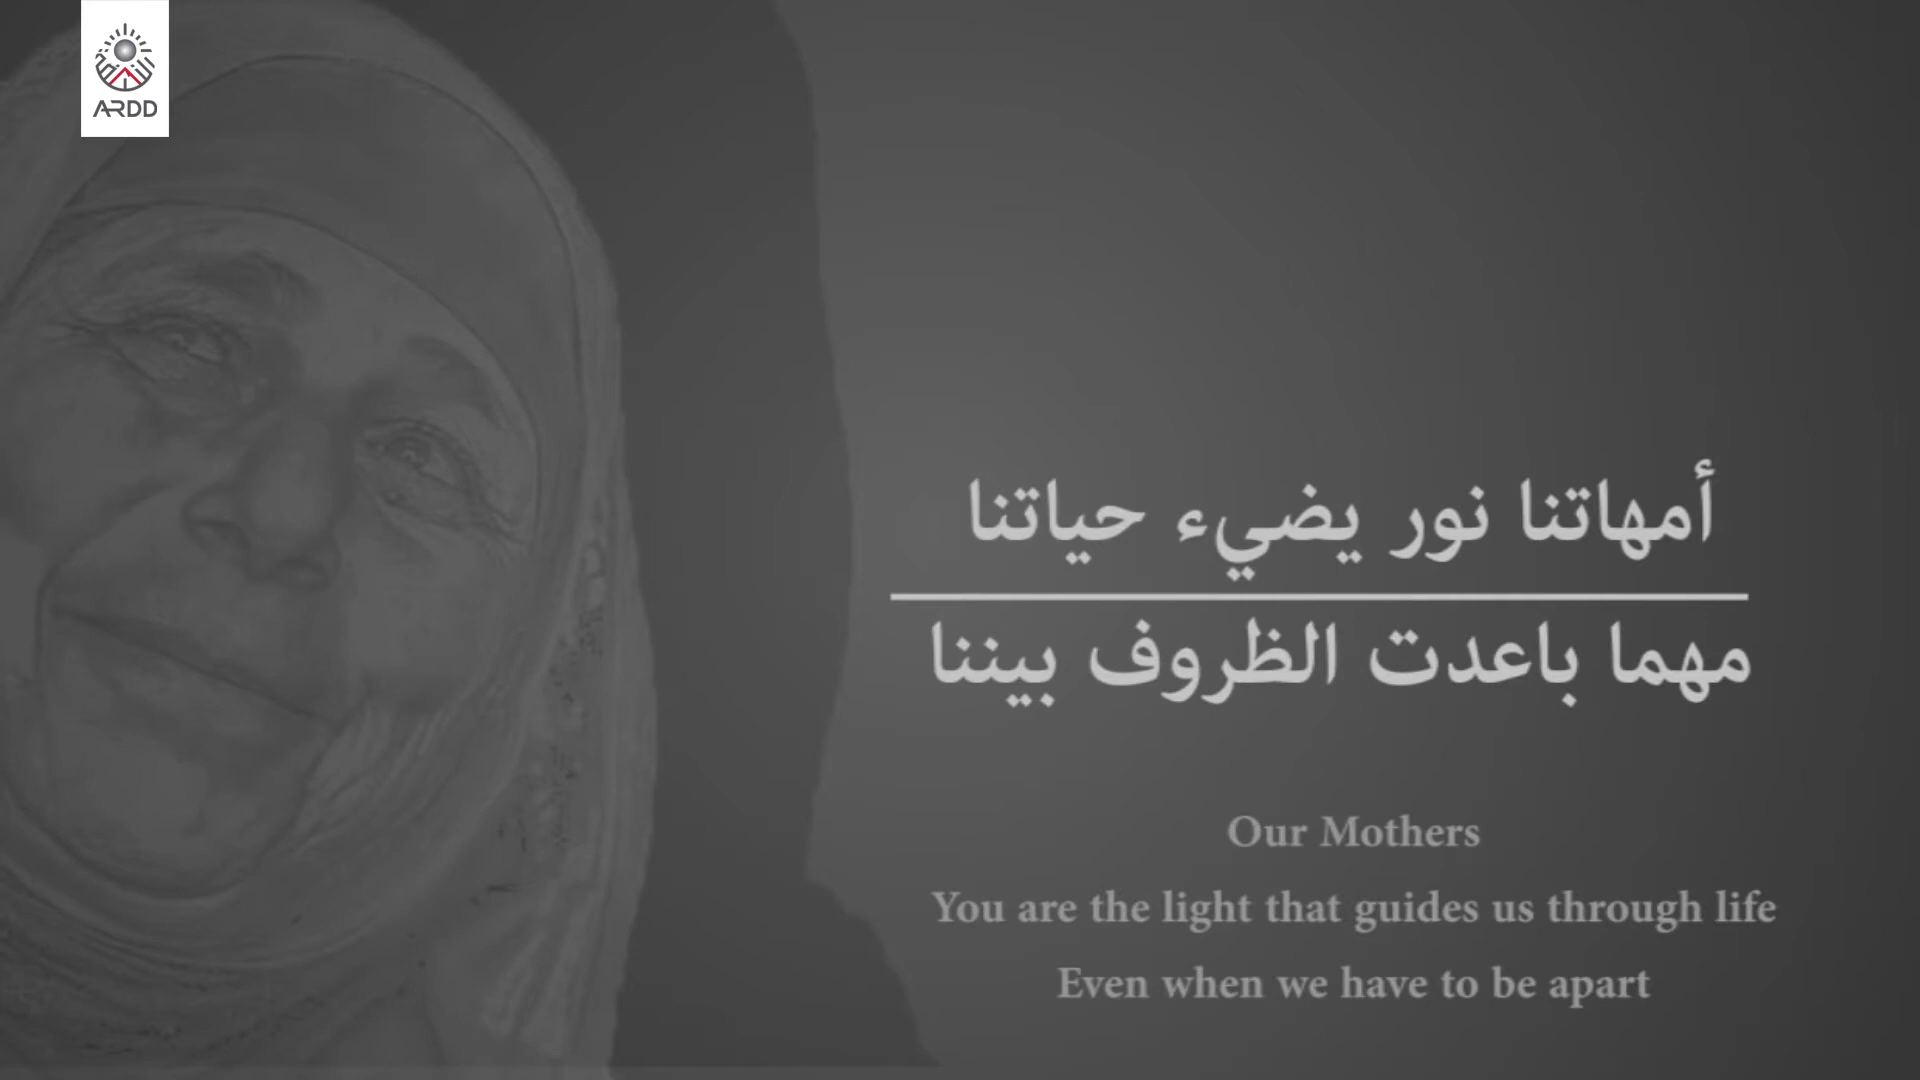 ARDD
أمهاتنا نور يضيء حياتنا
مهما باعدت الظروف بيننا
Our Mothers
You are the light that guides us through life
Even when we have to be apart